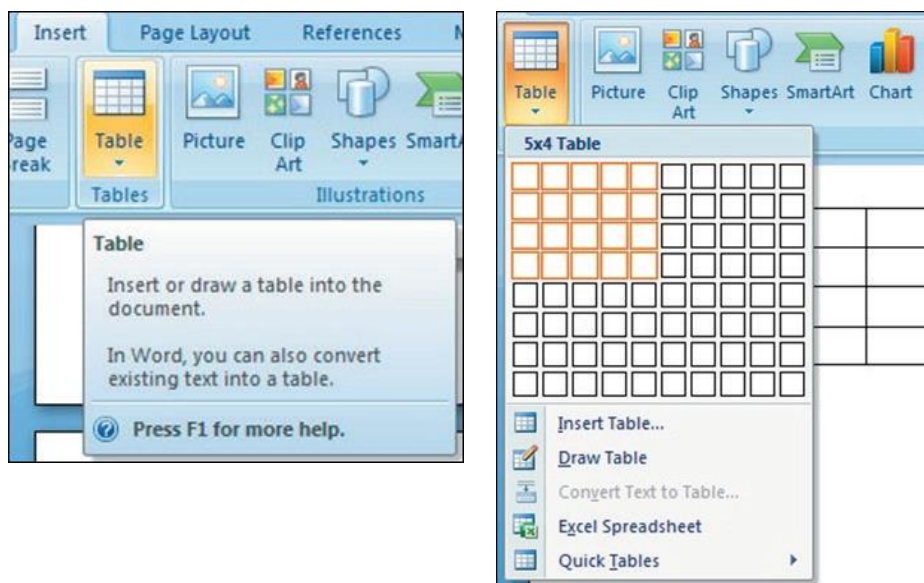 Insert Page Layout References
Page
Break
Table
Picture
Clip
Art
Shapes
SmartA
Tables
Illustrations
Table
Insert or draw a table into the
document.
In Word, you can also convert
existing text into a table.
Press F1 for more help.
Table
Picture
Clip
Art
Shapes
SmartArt
Chart
5x4 Table
Insert Table...
Draw Table
Convert Text to Table...
Excel Spreadsheet
Quick Tables